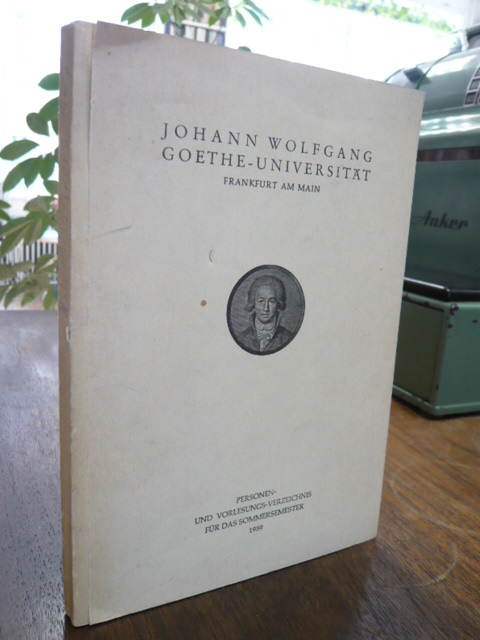 JOHANN WOLFGANG
GOETHE-UNIVERSITÄT
FRANKFURT AM MAIN
PERSONEN-
UND VORLESUNGS-VERZEICHNIS
FÜR DAS SOMMERSEMESTER
Anker